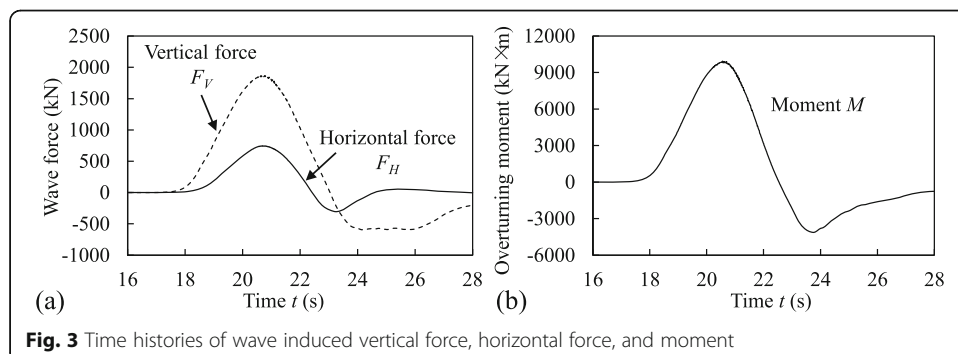 Wave force (kN)
2500
2000
1500
1000
500
0
-500
-1000
Vertical force
F_V
Horizontal force
F_H
16 18 20 22 24 26 28
(a)
Time t (s)
Overturning moment (kN×m)
12000
9000
6000
3000
0
-3000
-6000
Moment M
16 18 20 22 24 26 28
(b)
Time t (s)
Fig. 3 Time histories of wave induced vertical force, horizontal force, and moment